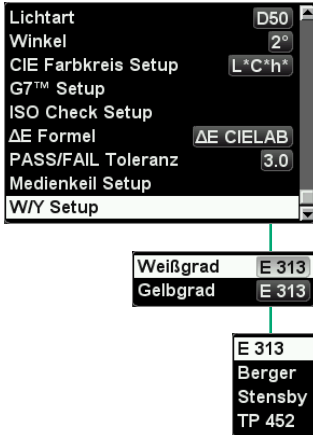 Lichtart D50
Winkel 2°
CIE Farbkreis Setup L*C*h*
G7™ Setup
ISO Check Setup
ΔE Formel ΔE CIELAB
PASS/FAIL Toleranz 3.0
Medienkeil Setup
W/Y Setup
Weißgrad E 313
Gelbgrad E 313
E 313
Berger
Stensby
TP 452